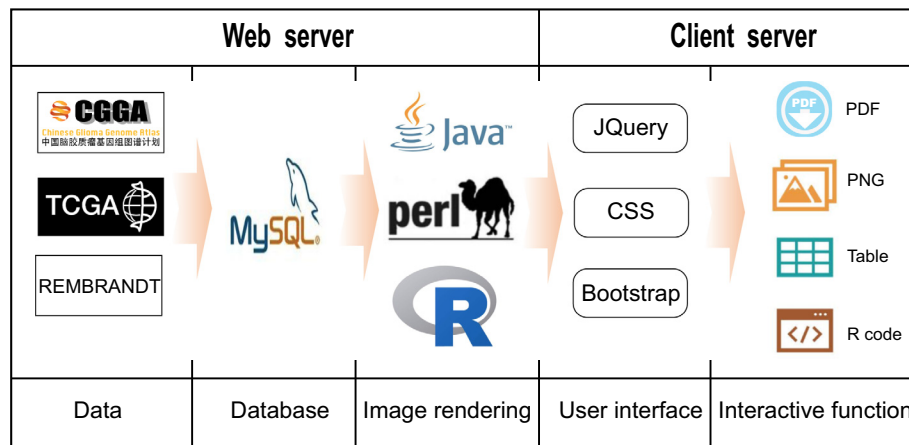 Web server
Client server
CGGA
Chinese Glioma Genome Atlas
中国脑胶质瘤基因组图谱计划
TCGA
REMBRANDT
MySQL®
Java™
perl
R
JQuery
CSS
Bootstrap
PDF
PDF
PNG
Table
</>
R code
Data
Database
Image rendering
User interface
Interactive function